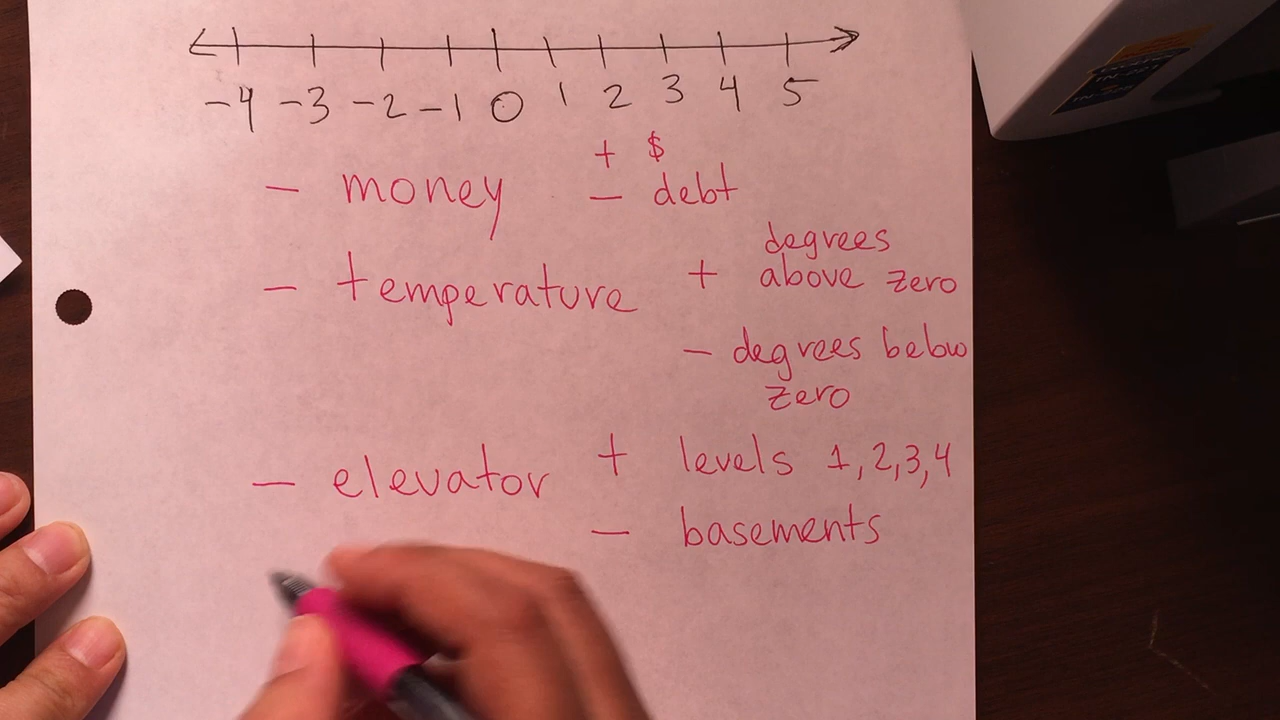 -4 -3 -2 -1 0 1 2 3 4 5
+ $
- money - debt
degrees
- temperature + above zero
- degrees below
zero
- elevator + levels 1,2,3,4
- basements